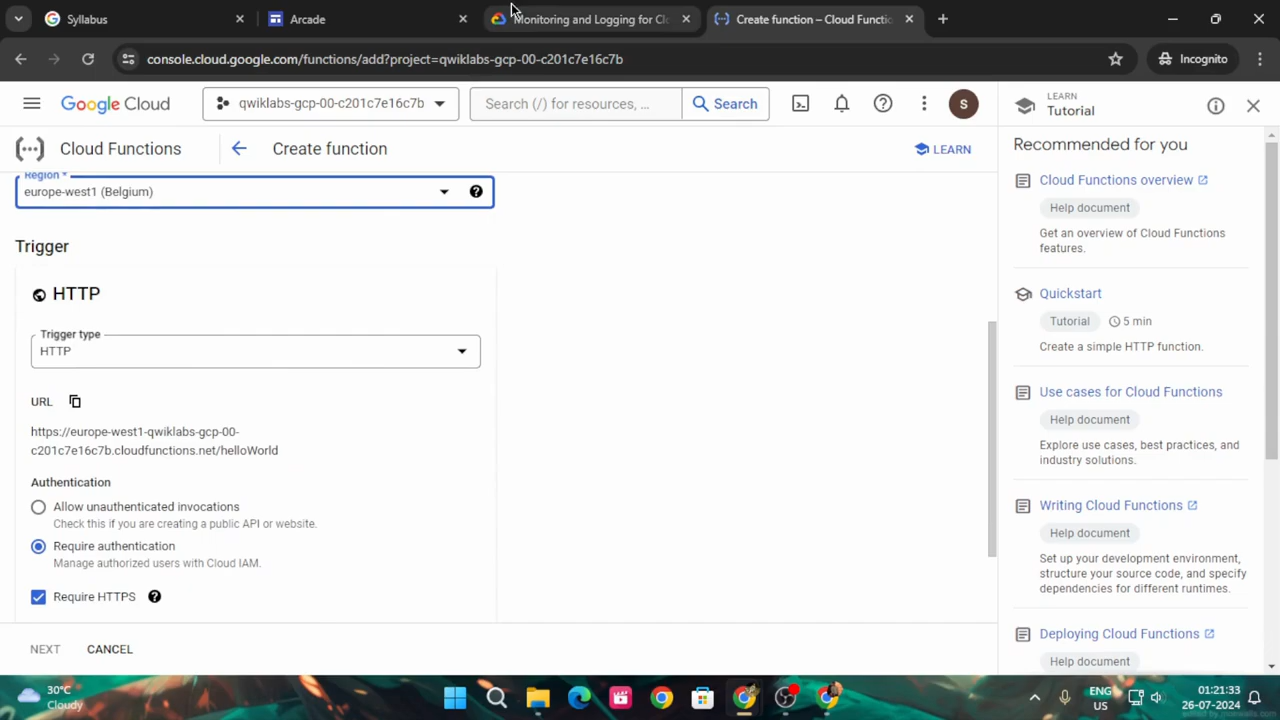 Syllabus
Arcade
Monitoring and Logging for Cl
Create function – Cloud Functio
console.cloud.google.com/functions/add?project=qwiklabs-gcp-00-c201c7e16c7b
Incognito
Google Cloud
qwiklabs-gcp-00-c201c7e16c7b
Search (/) for resources, ...
Search
S
LEARN
Tutorial
Cloud Functions
Create function
LEARN
Recommended for you
Region *
europe-west1 (Belgium)
Trigger
HTTP
Trigger type
HTTP
URL
https://europe-west1-qwiklabs-gcp-00-
c201c7e16c7b.cloudfunctions.net/helloWorld
Authentication
Allow unauthenticated invocations
Check this if you are creating a public API or website.
Require authentication
Manage authorized users with Cloud IAM.
Require HTTPS
NEXT
CANCEL
Cloud Functions overview
Help document
Get an overview of Cloud Functions
features.
Quickstart
Tutorial
5 min
Create a simple HTTP function.
Use cases for Cloud Functions
Help document
Explore use cases, best practices, and
industry solutions.
Writing Cloud Functions
Help document
Set up your development environment,
structure your source code, and specify
dependencies for different runtimes.
Deploying Cloud Functions
Help document
30°C
Cloudy
ENG
US
01:21:33
26-07-2024